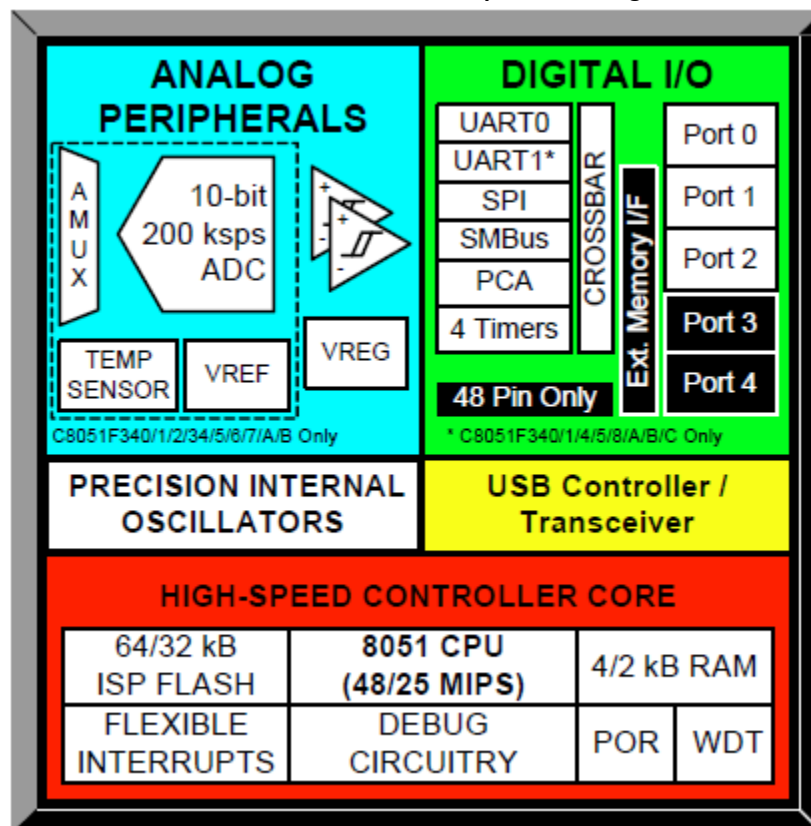 ANALOG
PERIPHERALS
A
M
U
X
10-bit
200 ksps
ADC
+
-
+
-
TEMP
SENSOR
VREF
VREG
C8051F340/1/2/34/5/6/7/A/B Only
DIGITAL I/O
UART0
UART1*
SPI
SMBus
PCA
4 Timers
CROSSBAR
Ext. Memory I/F
Port 0
Port 1
Port 2
Port 3
Port 4
48 Pin Only
* C8051F340/1/4/5/8/A/B/C Only
PRECISION INTERNAL
OSCILLATORS
USB Controller /
Transceiver
HIGH-SPEED CONTROLLER CORE
64/32 kB
ISP FLASH
8051 CPU
(48/25 MIPS)
4/2 kB RAM
FLEXIBLE
INTERRUPTS
DEBUG
CIRCUITRY
POR
WDT